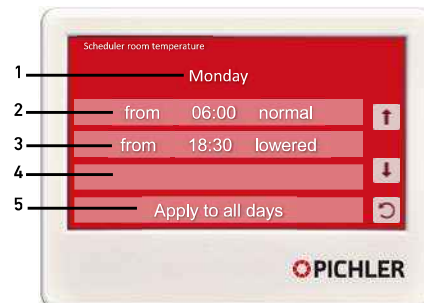 Scheduler room temperature
1 Monday
2 from 06:00 normal
3 from 18:30 lowered
4
5 Apply to all days
PICHLER